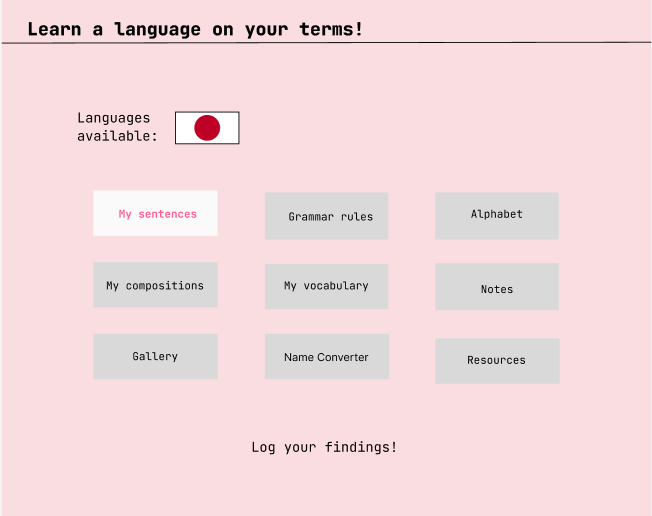 Learn a language on your terms!
Languages
available:
My sentences
Grammar rules
Alphabet
My compositions
My vocabulary
Notes
Gallery
Name Converter
Resources
Log your findings!